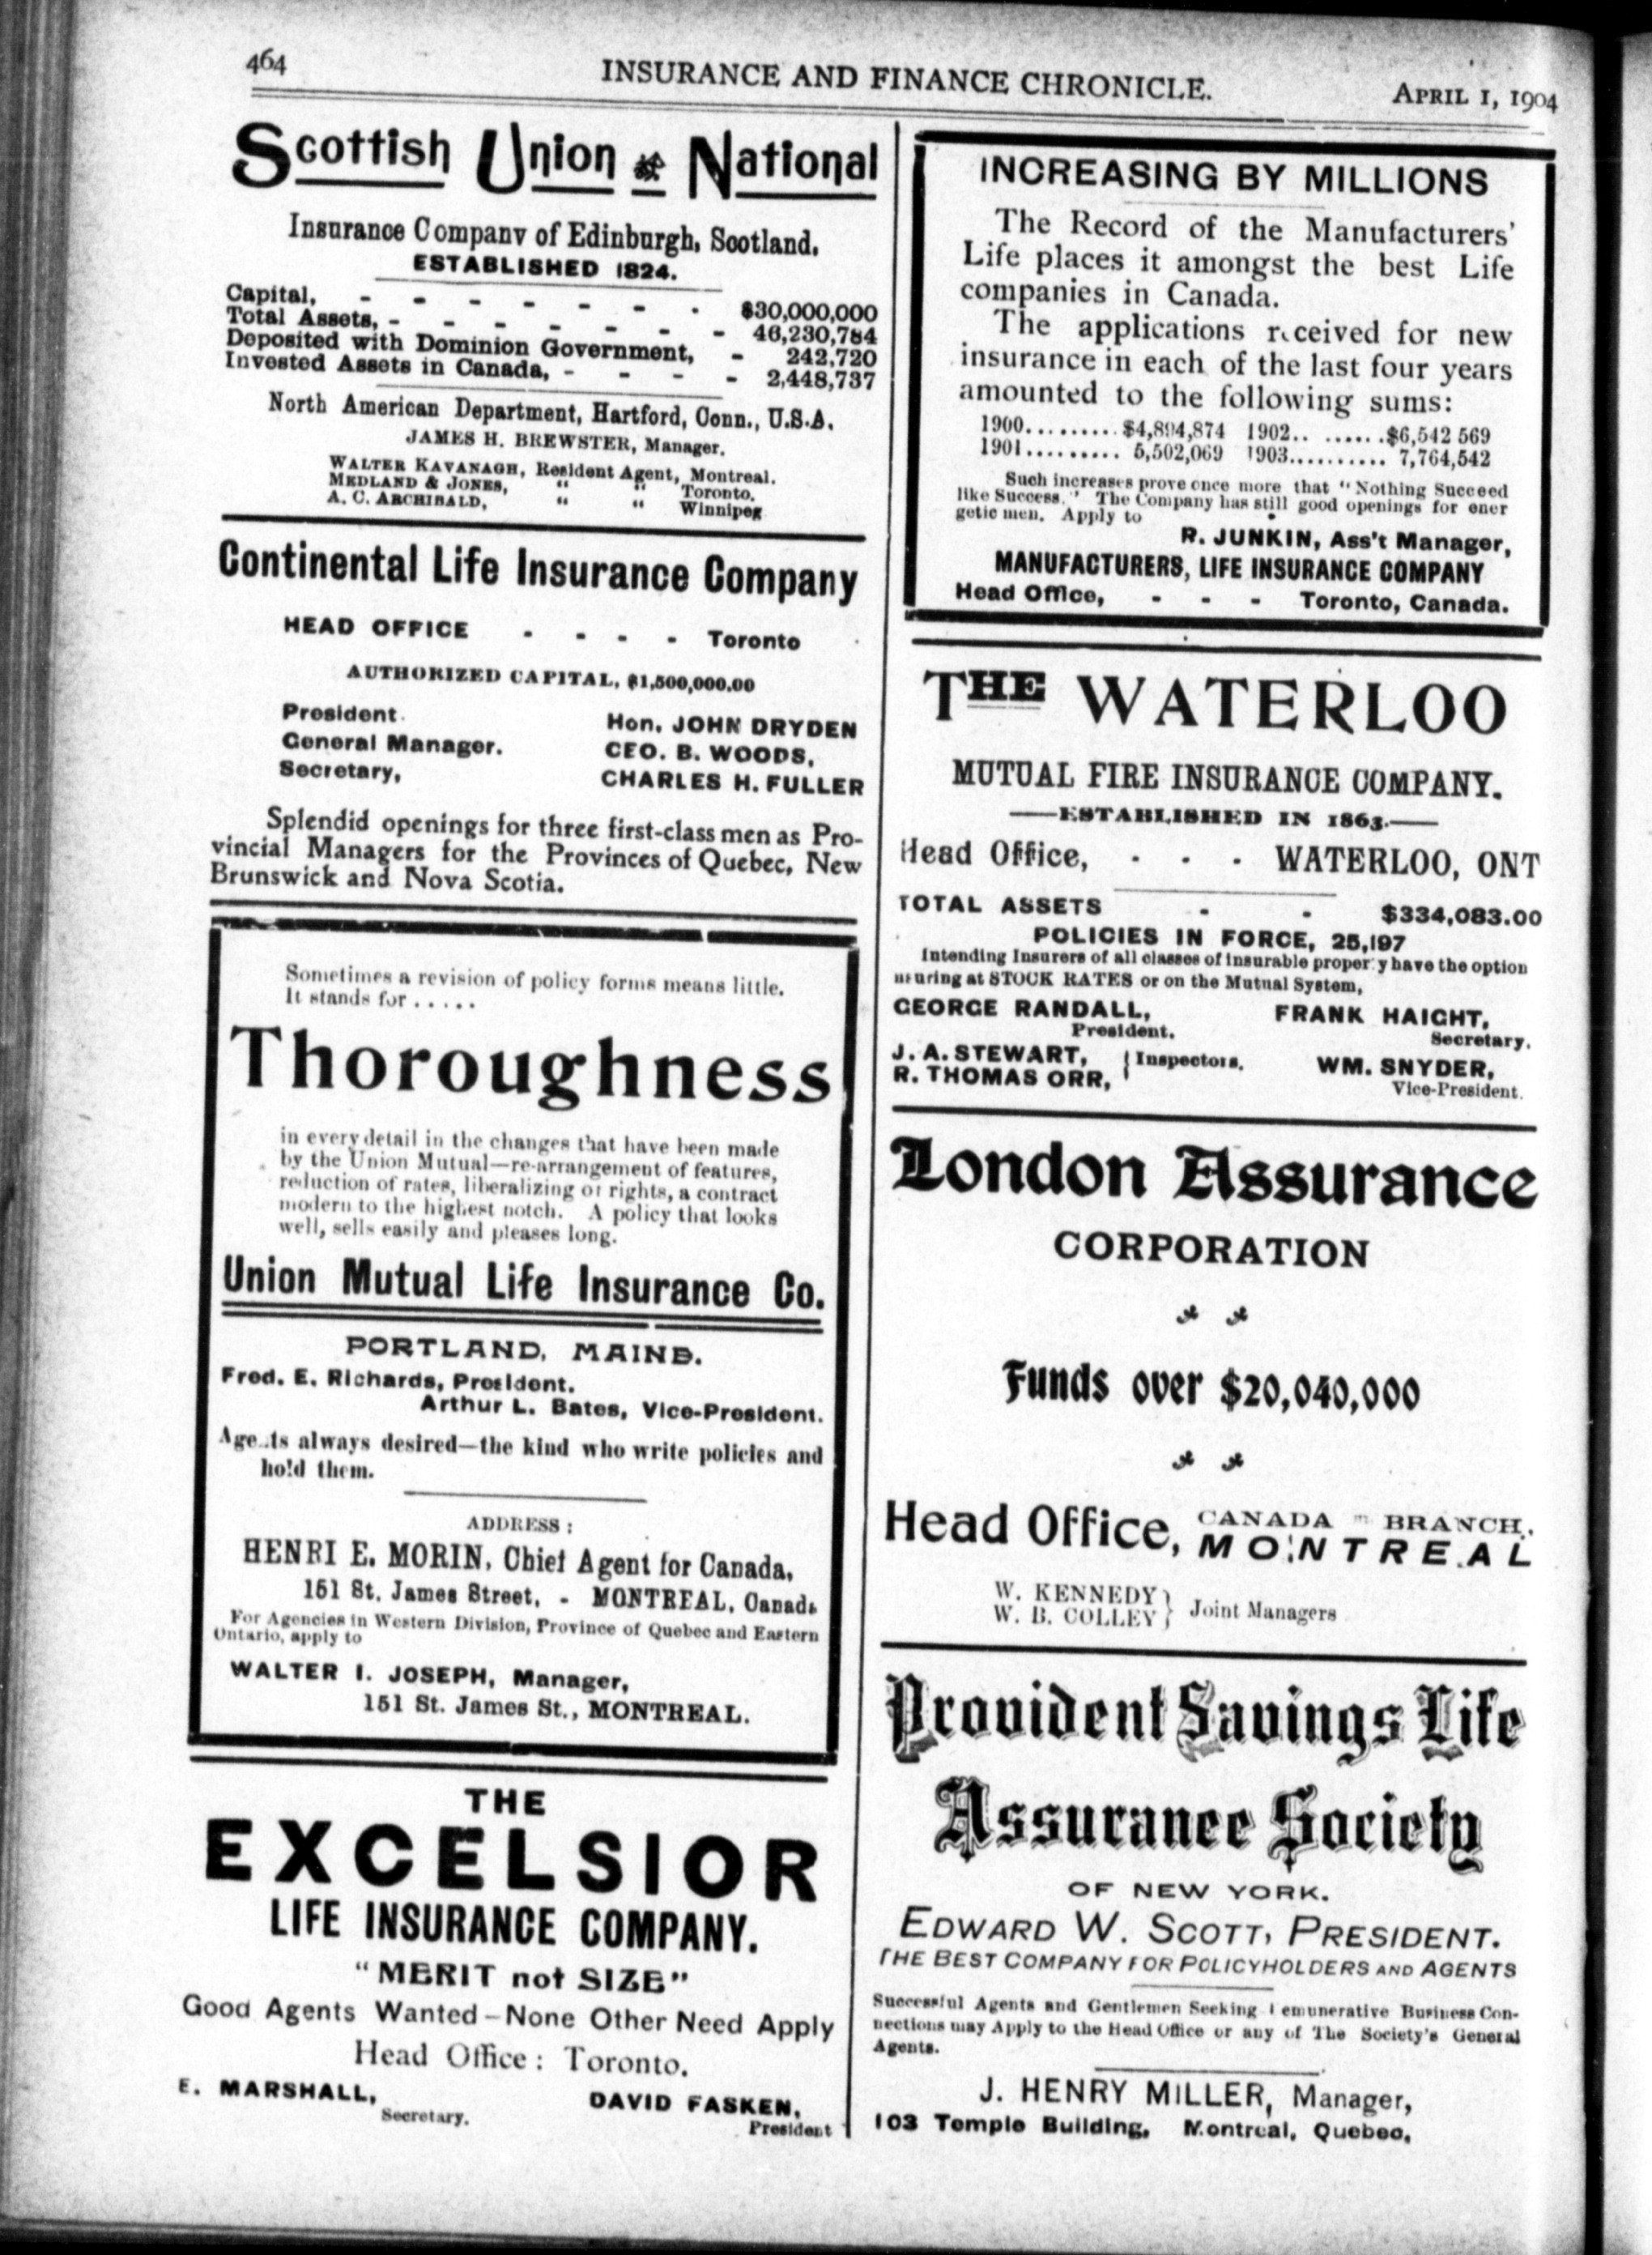 464
INSURANCE AND FINANCE CHRONICLE.
APRIL 1, 1904
Scottish Union & National
Insurance Company of Edinburgh, Scotland.
ESTABLISHED 1824.
Capital, - - - - - - - $30,000,000
Total Assets, - - - - - - - 46,230,784
Deposited with Dominion Government, - 242,720
Invested Assets in Canada, - - - - 2,448,737
North American Department, Hartford, Conn., U.S.A.
JAMES H. BREWSTER, Manager.
WALTER KAVANAGH, Resident Agent, Montreal.
MEDLAND & JONES, " " Toronto.
A. C. ARCHIBALD, " " Winnipeg
Continental Life Insurance Company
HEAD OFFICE - - - - Toronto
AUTHORIZED CAPITAL, $1,500,000.00
President. Hon. JOHN DRYDEN
General Manager. GEO. B. WOODS,
Secretary, CHARLES H. FULLER
Splendid openings for three first-class men as Pro-
vincial Managers for the Provinces of Quebec, New
Brunswick and Nova Scotia.
Sometimes a revision of policy forms means little.
It stands for . . . . .
Thoroughness
in every detail in the changes that have been made
by the Union Mutual—re-arrangement of features,
reduction of rates, liberalizing of rights, a contract
modern to the highest notch. A policy that looks
well, sells easily and pleases long.
Union Mutual Life Insurance Co.
PORTLAND, MAINE.
Fred. E. Richards, President.
Arthur L. Bates, Vice-President.
Agents always desired—the kind who write policies and
hold them.
ADDRESS :
HENRI E. MORIN, Chief Agent for Canada,
151 St. James Street, - MONTREAL, Canada
For Agencies in Western Division, Province of Quebec and Eastern
Ontario, apply to
WALTER I. JOSEPH, Manager,
151 St. James St., MONTREAL.
THE
EXCELSIOR
LIFE INSURANCE COMPANY.
"MERIT not SIZE"
Good Agents Wanted—None Other Need Apply
Head Office : Toronto.
E. MARSHALL, DAVID FASKEN,
Secretary. President
INCREASING BY MILLIONS
The Record of the Manufacturers'
Life places it amongst the best Life
companies in Canada.
The applications received for new
insurance in each of the last four years
amounted to the following sums:
1900.........$4,894,874 1902.. ......$6,542 569
1901......... 5,502,069 1903.......... 7,764,542
Such increases prove once more that "Nothing Succeed
like Success." The Company has still good openings for ener
getic men. Apply to
R. JUNKIN, Ass't Manager,
MANUFACTURERS, LIFE INSURANCE COMPANY
Head Office, - - - Toronto, Canada.
THE WATERLOO
MUTUAL FIRE INSURANCE COMPANY.
——ESTABLISHED IN 1863.——
Head Office, - - - WATERLOO, ONT
TOTAL ASSETS - - $334,083.00
POLICIES IN FORCE, 25,197
Intending Insurers of all classes of insurable property have the option
nsuring at STOCK RATES or on the Mutual System,
GEORGE RANDALL, FRANK HAIGHT,
President. Secretary.
J. A. STEWART, } Inspectors. WM. SNYDER,
R. THOMAS ORR, Vice-President.
London Assurance
CORPORATION
Funds over $20,040,000
Head Office, CANADA BRANCH,
MONTREAL
W. KENNEDY } Joint Managers
W. B. COLLEY
Provident Savings Life
Assurance Society
OF NEW YORK.
EDWARD W. SCOTT, PRESIDENT.
THE BEST COMPANY FOR POLICYHOLDERS AND AGENTS
Successful Agents and Gentlemen Seeking Remunerative Business Con-
nections may Apply to the Head Office or any of The Society's General
Agents.
J. HENRY MILLER, Manager,
103 Temple Building, Montreal, Quebec,